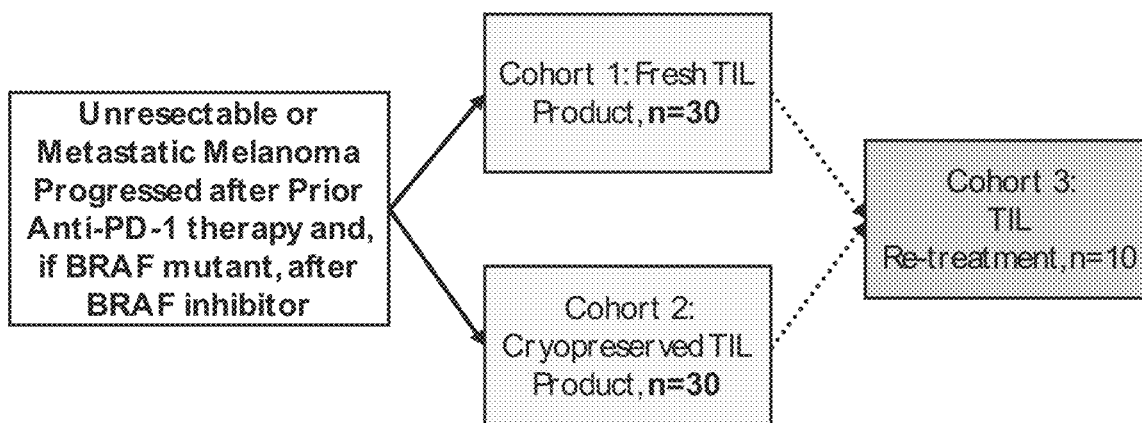 Unresectable or
Metastatic Melanoma
Progressed after Prior
Anti-PD-1 therapy and,
if BRAF mutant, after
BRAF inhibitor
Cohort 1: Fresh TIL
Product, n=30
Cohort 2:
Cryopreserved TIL
Product, n=30
Cohort 3:
TIL
Re-treatment, n=10